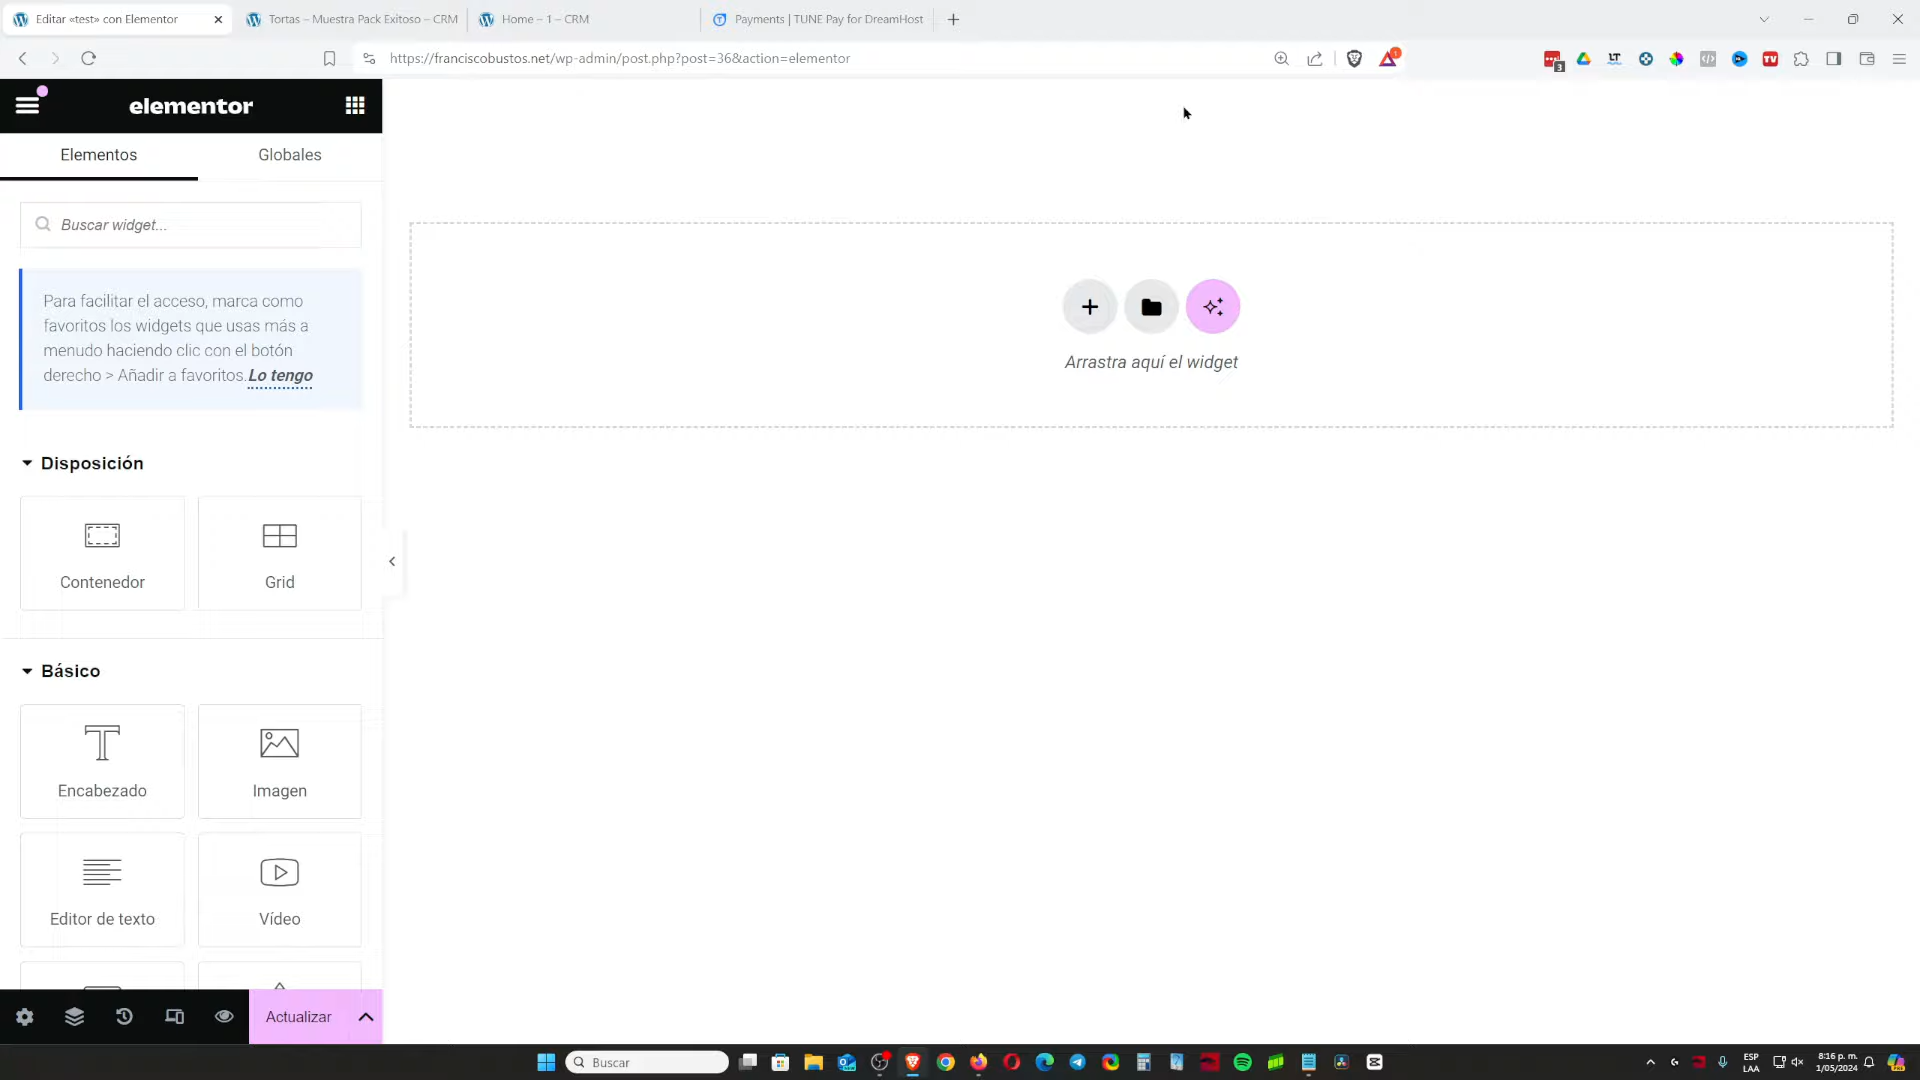 Editar «test» con Elementor
Tortas – Muestra Pack Exitoso – CRM
Home – 1 – CRM
Payments | TUNE Pay for DreamHost
https://franciscobustos.net/wp-admin/post.php?post=36&action=elementor
1
3
LT
TV
elementor
Elementos
Globales
Buscar widget...
Para facilitar el acceso, marca como
favoritos los widgets que usas más a
menudo haciendo clic con el botón
derecho > Añadir a favoritos. Lo tengo
Arrastra aquí el widget
Disposición
Contenedor
Grid
Básico
Encabezado
Imagen
Editor de texto
Vídeo
Actualizar
Buscar
ESP
LAA
8:16 p. m.
1/05/2024